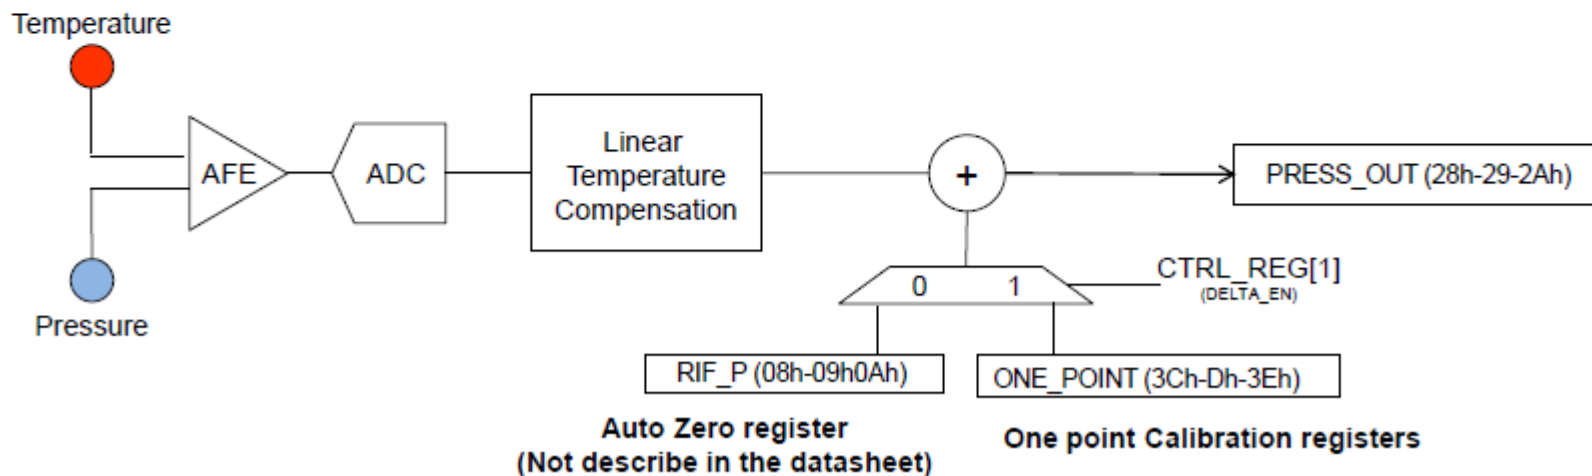 Temperature
AFE
ADC
Linear
Temperature
Compensation
+
PRESS_OUT (28h-29-2Ah)
0
1
CTRL_REG[1]
(DELTA_EN)
Pressure
RIF_P (08h-09h0Ah)
ONE_POINT (3Ch-Dh-3Eh)
Auto Zero register
(Not describe in the datasheet)
One point Calibration registers